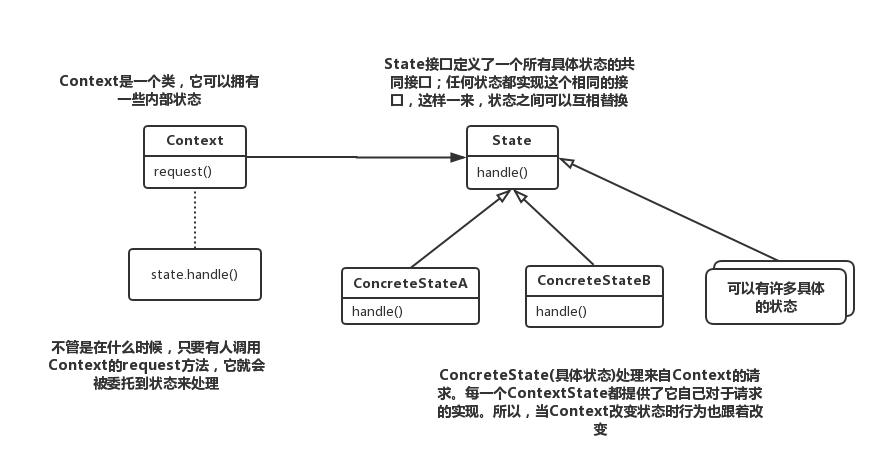 Context是一个类，它可以拥有
一些内部状态
State接口定义了一个所有具体状态的共
同接口；任何状态都实现这个相同的接
口，这样一来，状态之间可以互相替换
Context
request()
State
handle()
state.handle()
ConcreteStateA
handle()
ConcreteStateB
handle()
可以有许多具体
的状态
不管是在什么时候，只要有人调用
Context的request方法，它就会
被委托到状态来处理
ConcreteState(具体状态)处理来自Context的请
求。每一个ContextState都提供了它自己对于请求
的实现。所以，当Context改变状态时行为也跟着改
变